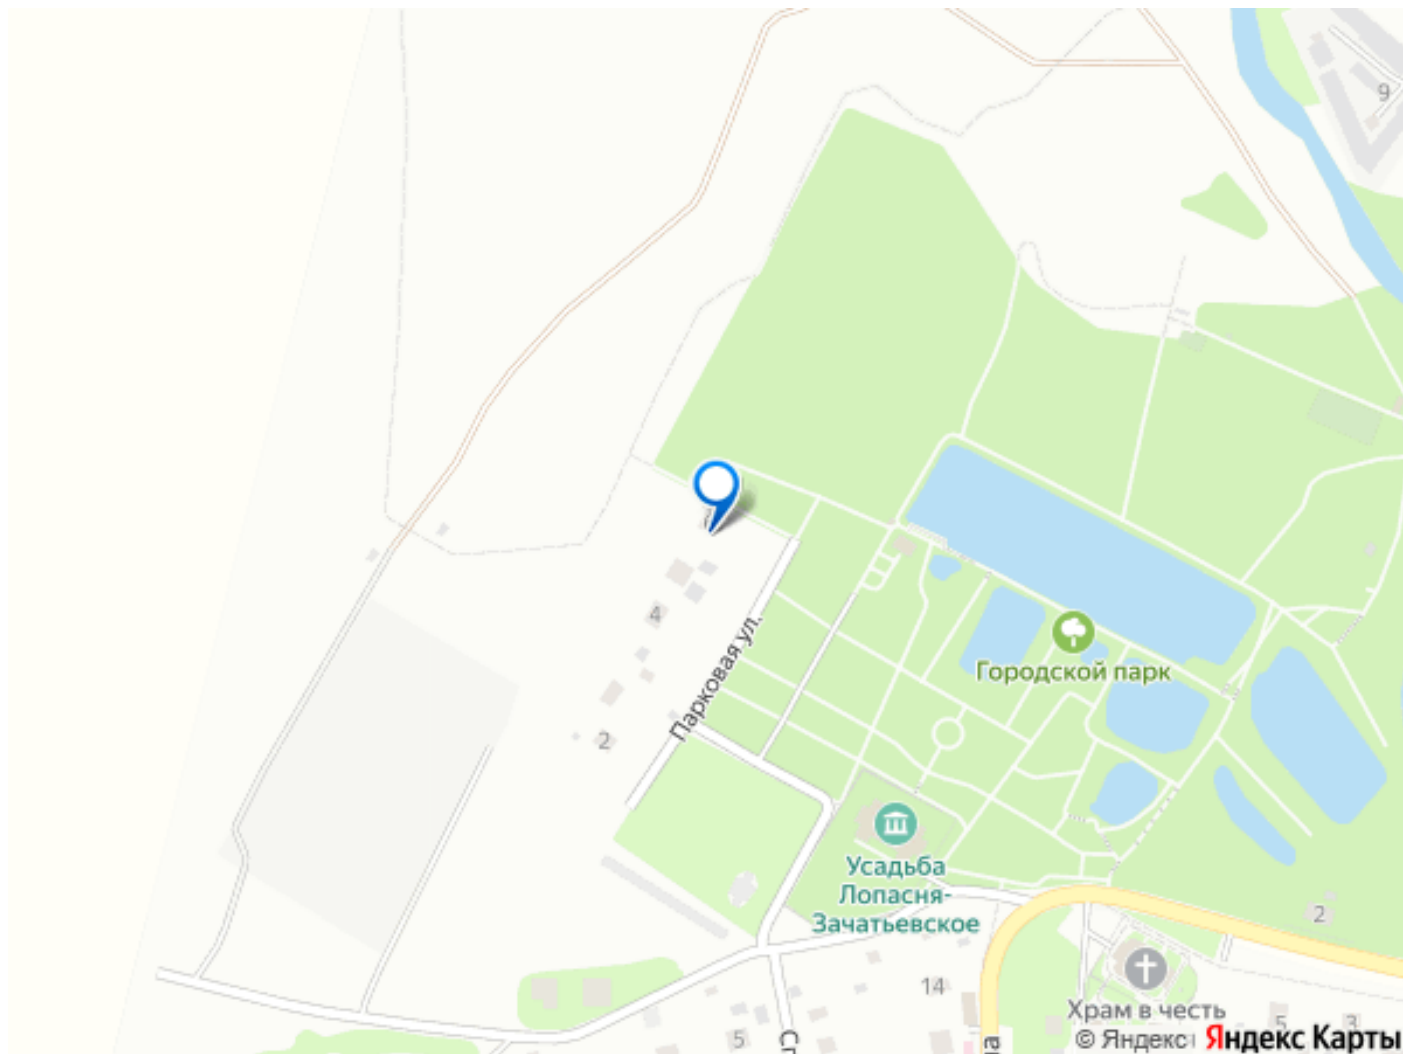 9
4
Парковая ул.
2
Городской парк
Усадьба
Лопасня-
Зачатьевское
2
14
Храм в честь
5
5
3
© Яндекс
Яндекс Карты